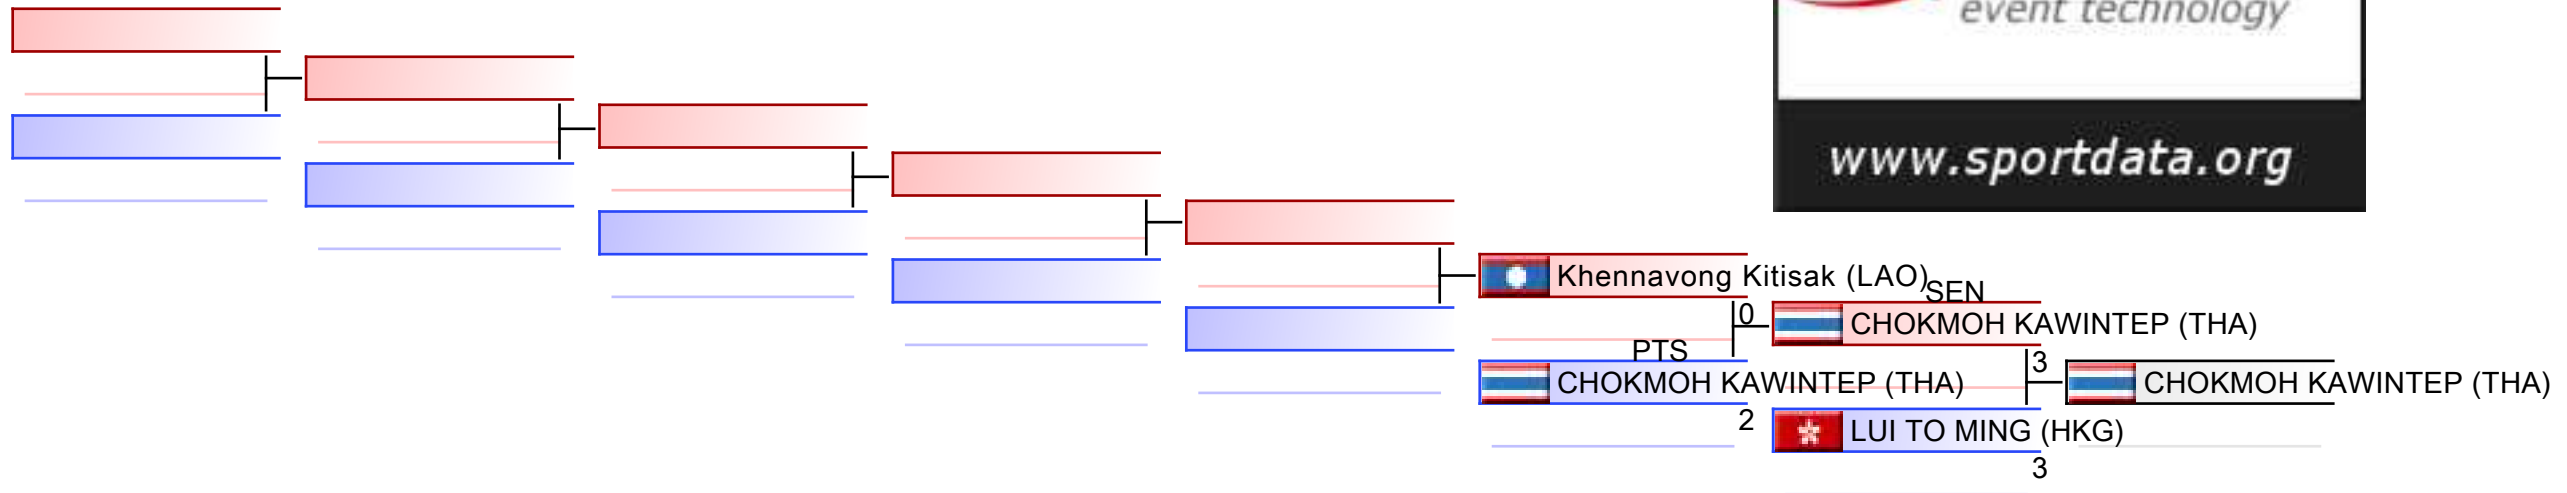 event technology
www.sportdata.org
Khennavong Kitisak (LAO)
SEN
0
CHOKMOH KAWINTEP (THA)
PTS
3
CHOKMOH KAWINTEP (THA)
CHOKMOH KAWINTEP (THA)
2
LUI TO MING (HKG)
3